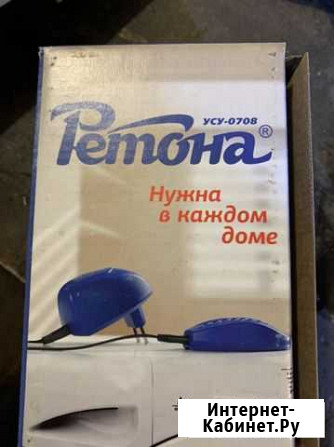 УСУ-0708
Ретона®
Нужна
в каждом
доме
Интернет-
Кабинет.Ру